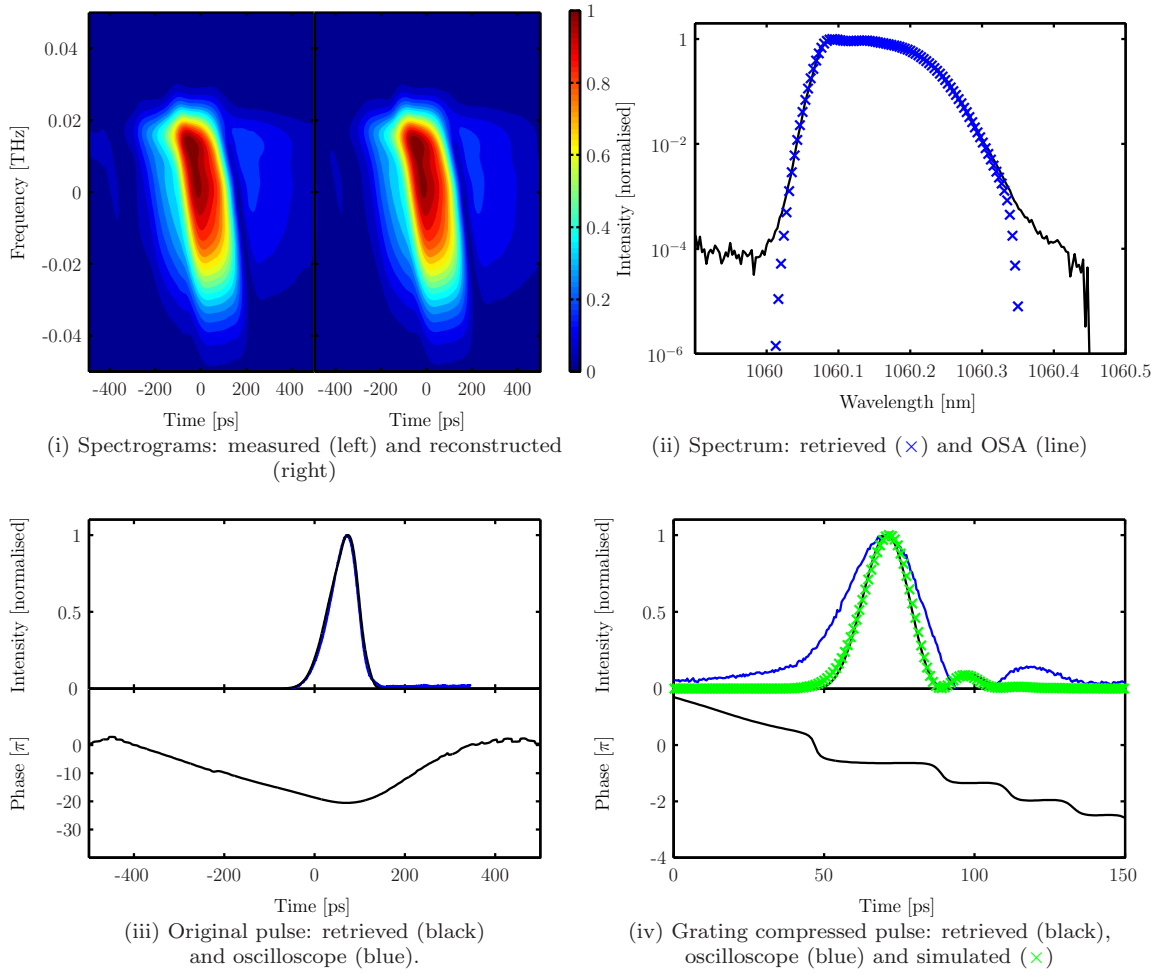 0.04
0.02
0
-0.02
-0.04
Frequency [THz]
-400 -200 0 200 400
-400 -200 0 200 400
Time [ps]
Time [ps]
1
0.8
0.6
0.4
0.2
0
Intensity [normalised]
(i) Spectrograms: measured (left) and reconstructed
(right)
1
10−2
10−4
10−6
1060 1060.1 1060.2 1060.3 1060.4 1060.5
Wavelength [nm]
(ii) Spectrum: retrieved (×) and OSA (line)
Intensity [normalised]
1
0.5
0
Phase [π]
0
-10
-20
-30
-400 -200 0 200 400
Time [ps]
(iii) Original pulse: retrieved (black)
and oscilloscope (blue).
Intensity [normalised]
1
0.5
0
Phase [π]
0
-2
-4
0 50 100 150
Time [ps]
(iv) Grating compressed pulse: retrieved (black),
oscilloscope (blue) and simulated (×)